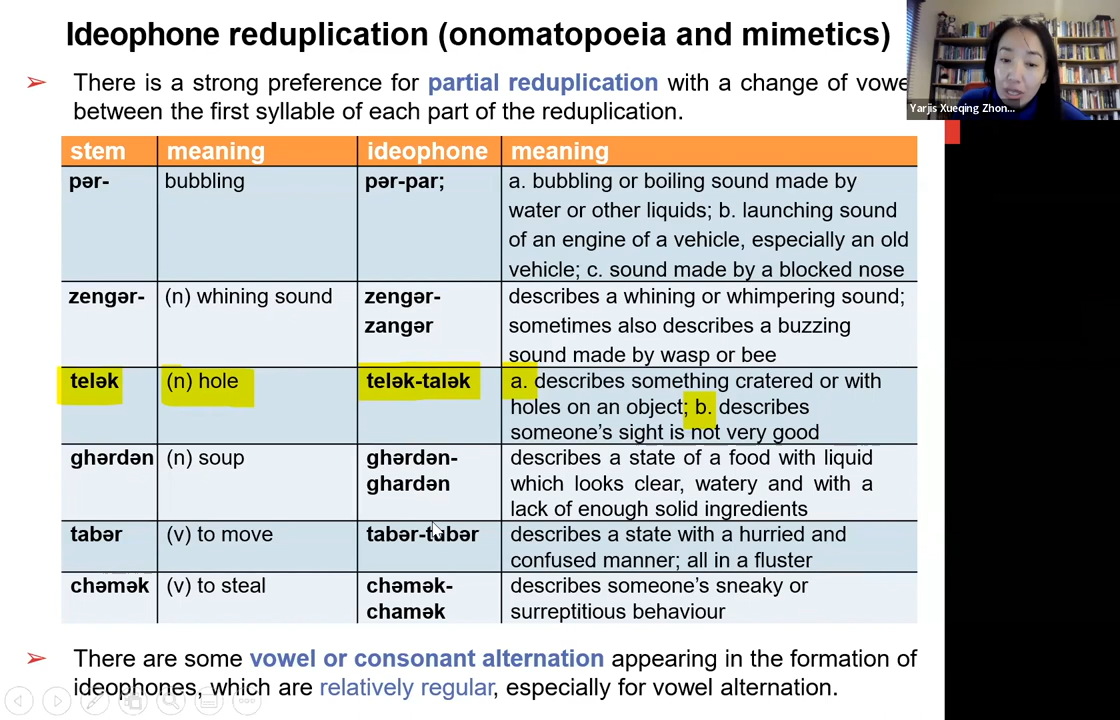 Ideophone reduplication (onomatopoeia and mimetics)
Yarjis Xueqing Zhon...
➢ There is a strong preference for partial reduplication with a change of vowe
between the first syllable of each part of the reduplication.
stem meaning ideophone meaning
pər- bubbling pər-par; a. bubbling or boiling sound made by
water or other liquids; b. launching sound
of an engine of a vehicle, especially an old
vehicle; c. sound made by a blocked nose
zengər- (n) whining sound zengər- describes a whining or whimpering sound;
zangər sometimes also describes a buzzing
sound made by wasp or bee
telək (n) hole telək-talək a. describes something cratered or with
holes on an object; b. describes
someone's sight is not very good
ghərdən (n) soup ghərdən- describes a state of a food with liquid
ghardən which looks clear, watery and with a
lack of enough solid ingredients
tabər (v) to move describes a state with a hurried and
confused manner; all in a fluster
chəmək (v) to steal chəmək- describes someone's sneaky or
chamək surreptitious behaviour
➢ There are some vowel or consonant alternation appearing in the formation of
ideophones, which are relatively regular, especially for vowel alternation.